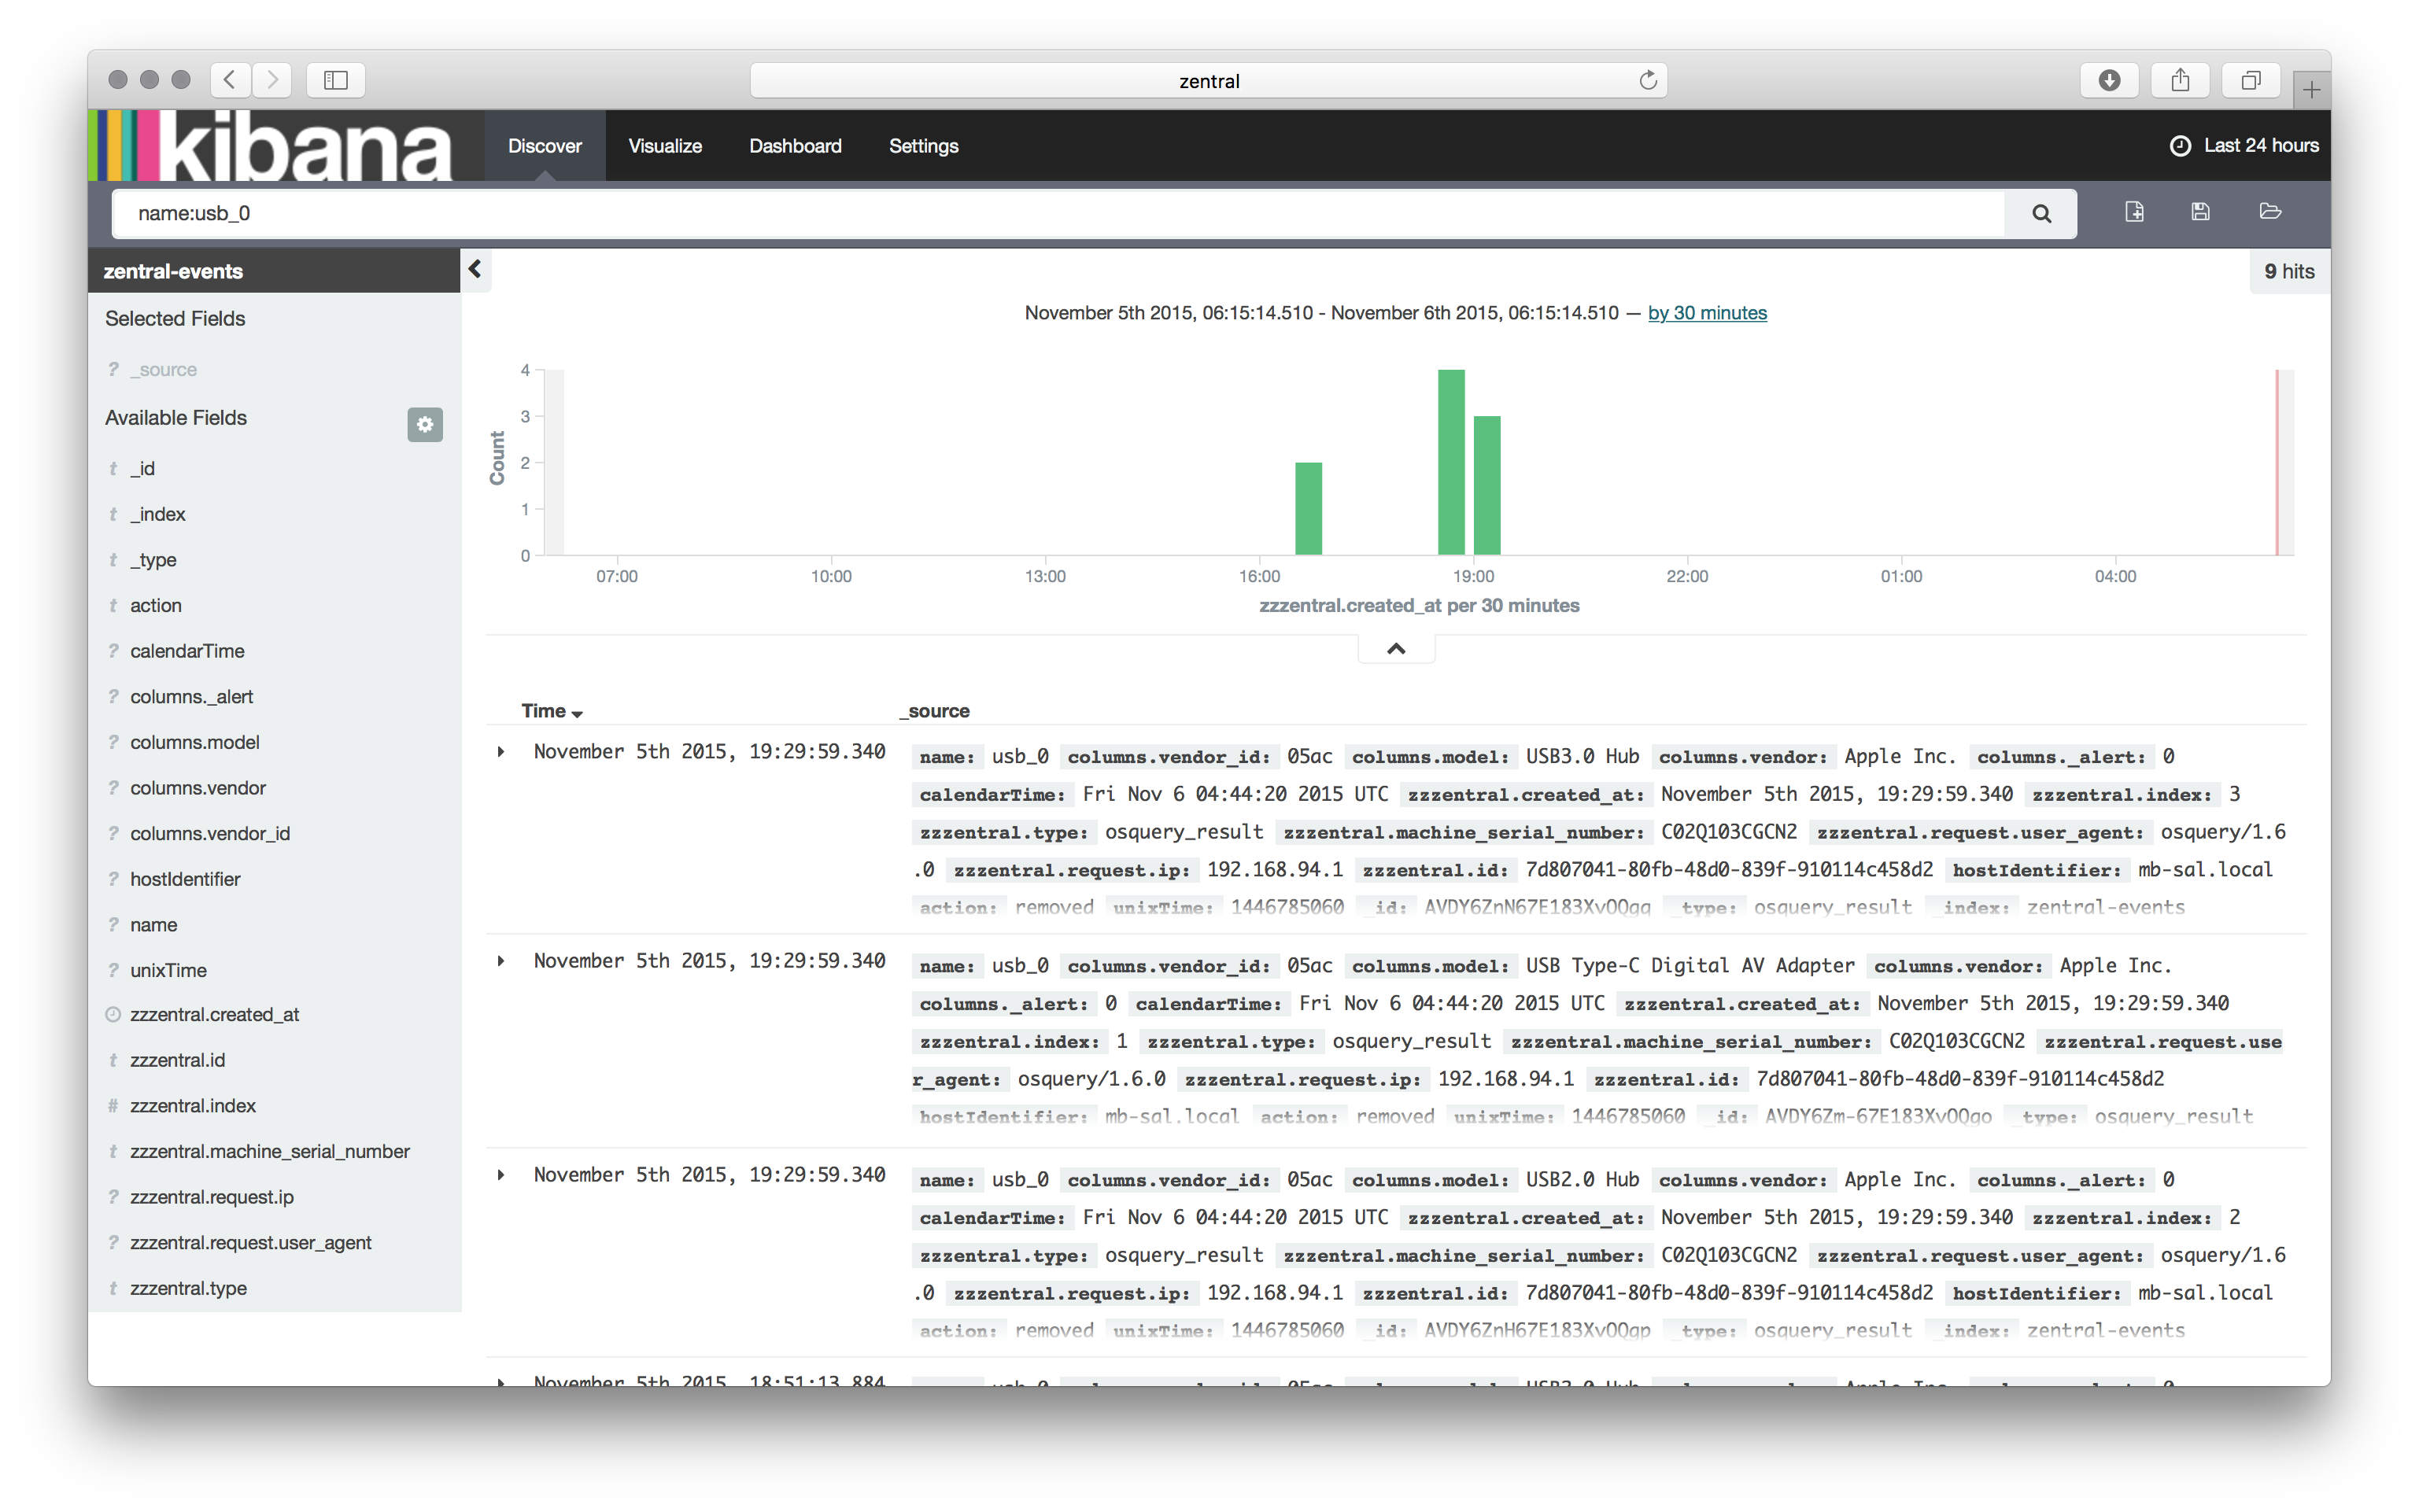 zentral
kibana
Discover Visualize Dashboard Settings Last 24 hours
name:usb_0
zentral-events
9 hits
Selected Fields
? _source
Available Fields
t _id
t _index
t _type
t action
? calendarTime
? columns._alert
? columns.model
? columns.vendor
? columns.vendor_id
? hostIdentifier
? name
? unixTime
zzzentral.created_at
t zzzentral.id
# zzzentral.index
t zzzentral.machine_serial_number
? zzzentral.request.ip
? zzzentral.request.user_agent
t zzzentral.type
November 5th 2015, 06:15:14.510 - November 6th 2015, 06:15:14.510 — by 30 minutes
Count
4
3
2
1
0
07:00 10:00 13:00 16:00 19:00 22:00 01:00 04:00
zzzentral.created_at per 30 minutes
Time _source
November 5th 2015, 19:29:59.340 name: usb_0 columns.vendor_id: 05ac columns.model: USB3.0 Hub columns.vendor: Apple Inc. columns._alert: 0
calendarTime: Fri Nov 6 04:44:20 2015 UTC zzzentral.created_at: November 5th 2015, 19:29:59.340 zzzentral.index: 3
zzzentral.type: osquery_result zzzentral.machine_serial_number: C02Q103CGCN2 zzzentral.request.user_agent: osquery/1.6
.0 zzzentral.request.ip: 192.168.94.1 zzzentral.id: 7d807041-80fb-48d0-839f-910114c458d2 hostIdentifier: mb-sal.local
action: removed unixTime: 1446785060 _id: AVDY6ZnN67E183XvOQgq _type: osquery_result _index: zentral-events
November 5th 2015, 19:29:59.340 name: usb_0 columns.vendor_id: 05ac columns.model: USB Type-C Digital AV Adapter columns.vendor: Apple Inc.
columns._alert: 0 calendarTime: Fri Nov 6 04:44:20 2015 UTC zzzentral.created_at: November 5th 2015, 19:29:59.340
zzzentral.index: 1 zzzentral.type: osquery_result zzzentral.machine_serial_number: C02Q103CGCN2 zzzentral.request.use
r_agent: osquery/1.6.0 zzzentral.request.ip: 192.168.94.1 zzzentral.id: 7d807041-80fb-48d0-839f-910114c458d2
hostIdentifier: mb-sal.local action: removed unixTime: 1446785060 _id: AVDY6Zm-67E183XvOQgo _type: osquery_result
November 5th 2015, 19:29:59.340 name: usb_0 columns.vendor_id: 05ac columns.model: USB2.0 Hub columns.vendor: Apple Inc. columns._alert: 0
calendarTime: Fri Nov 6 04:44:20 2015 UTC zzzentral.created_at: November 5th 2015, 19:29:59.340 zzzentral.index: 2
zzzentral.type: osquery_result zzzentral.machine_serial_number: C02Q103CGCN2 zzzentral.request.user_agent: osquery/1.6
.0 zzzentral.request.ip: 192.168.94.1 zzzentral.id: 7d807041-80fb-48d0-839f-910114c458d2 hostIdentifier: mb-sal.local
action: removed unixTime: 1446785060 _id: AVDY6ZnH67E183XvOQgp _type: osquery_result _index: zentral-events
November 5th 2015, 18:51:13.884 usb_0